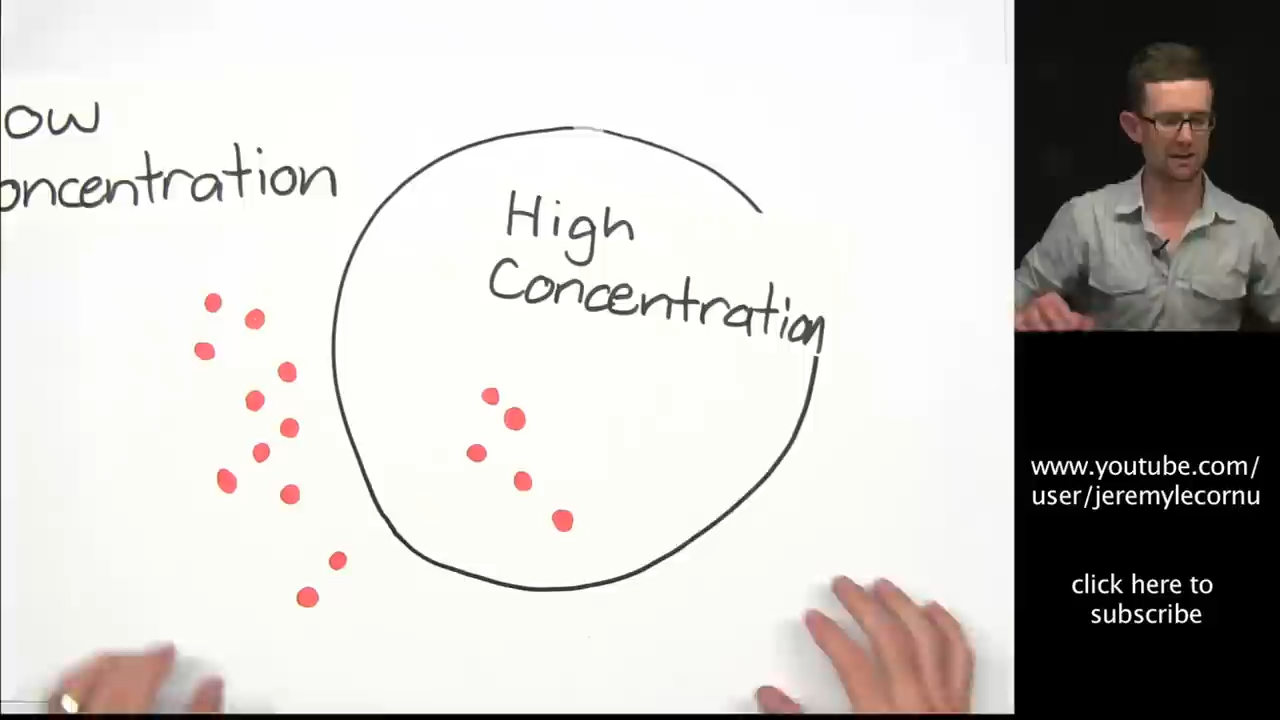 ow
oncentration
High
Concentration
www.youtube.com/
user/jeremylecornu
click here to
subscribe